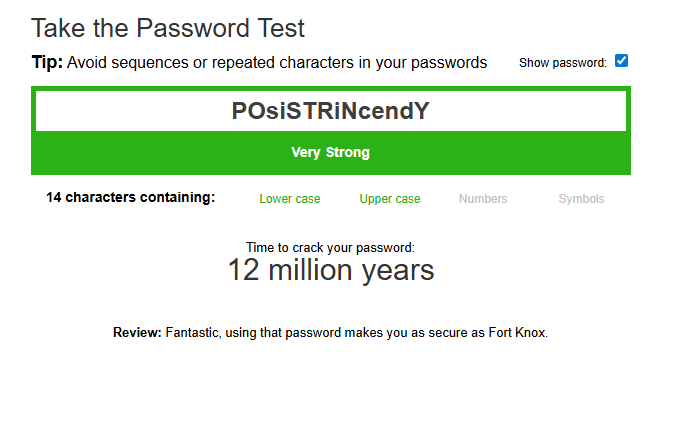 Take the Password Test
Tip: Avoid sequences or repeated characters in your passwords Show password:
POsiSTRiNcendY
Very Strong
14 characters containing: Lower case Upper case Numbers Symbols
Time to crack your password:
12 million years
Review: Fantastic, using that password makes you as secure as Fort Knox.